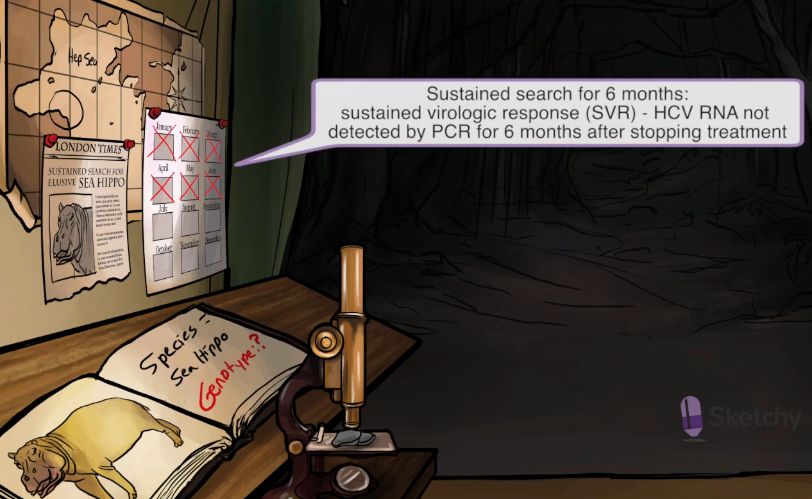 Hep Sea
LONDON TIMES
SUSTAINED SEARCH FOR
ELUSIVE SEA HIPPO
January February March
April May June
July August September
October November December
Sustained search for 6 months:
sustained virologic response (SVR) - HCV RNA not
detected by PCR for 6 months after stopping treatment
Species =
Sea Hippo
Genotype:?
Sketchy